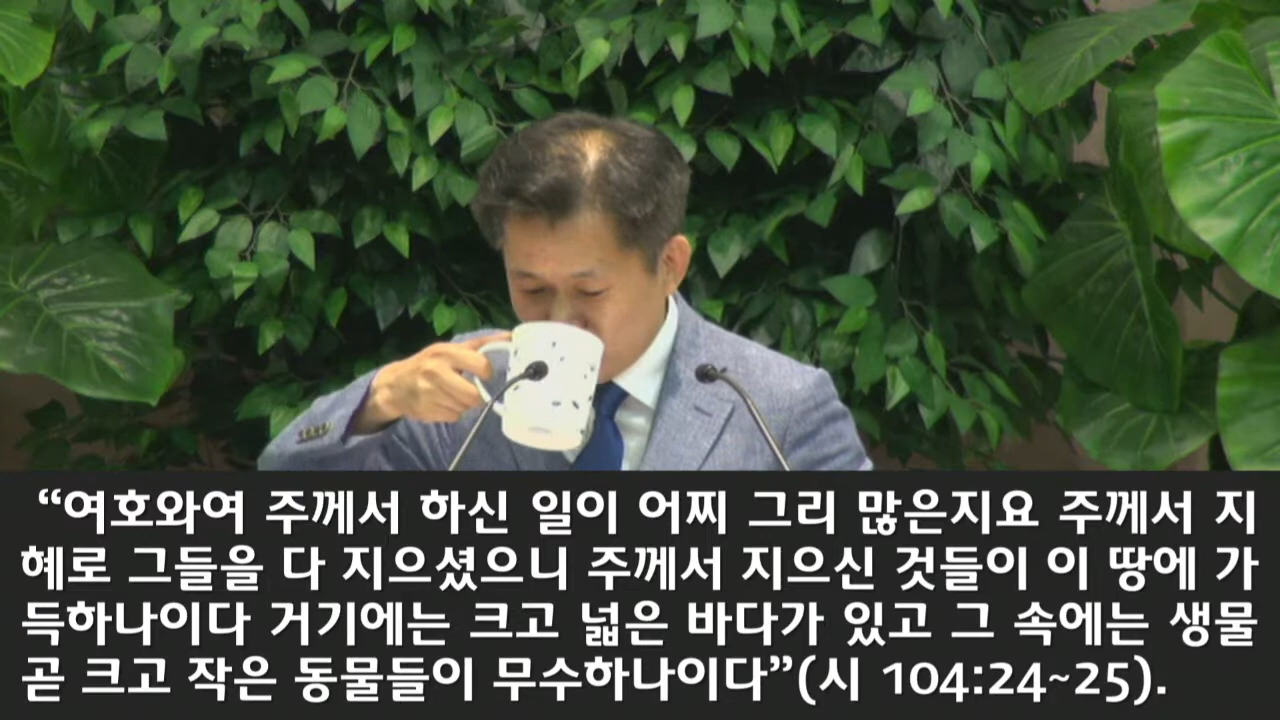 “여호와여 주께서 하신 일이 어찌 그리 많은지요 주께서 지
혜로 그들을 다 지으셨으니 주께서 지으신 것들이 이 땅에 가
득하나이다 거기에는 크고 넓은 바다가 있고 그 속에는 생물
곧 크고 작은 동물들이 무수하나이다”(시 104:24~25).